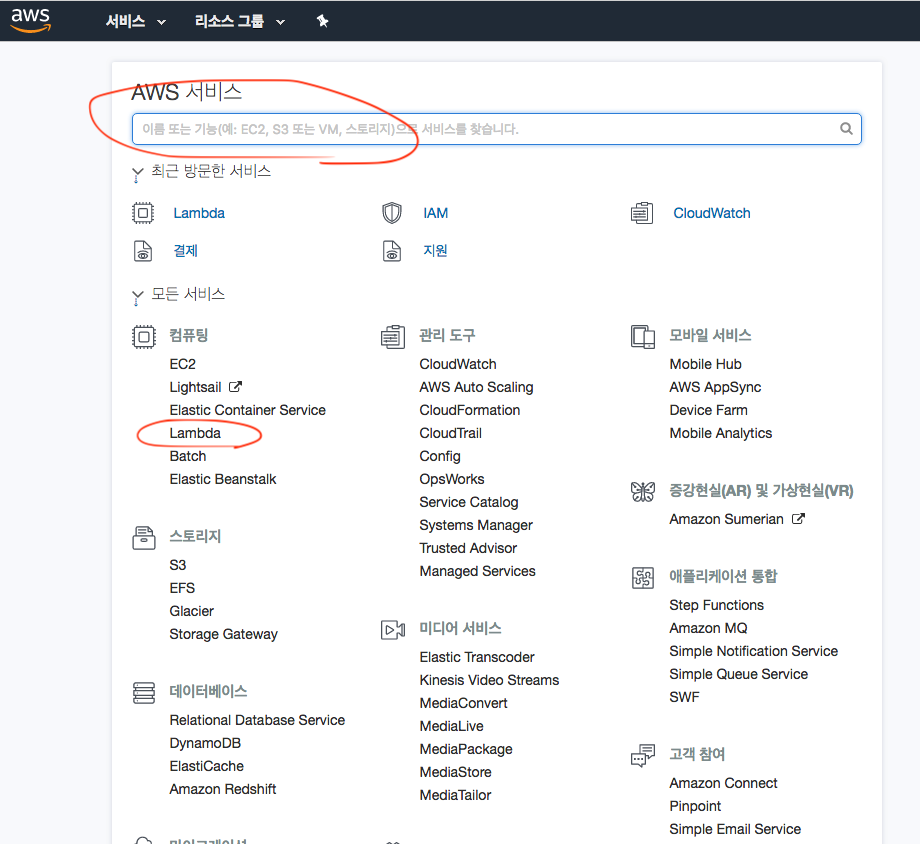 aws
서비스
리소스 그룹
AWS 서비스
이름 또는 기능(예: EC2, S3 또는 VM, 스토리지)으로 서비스를 찾습니다.
최근 방문한 서비스
Lambda
IAM
CloudWatch
결제
지원
모든 서비스
컴퓨팅
EC2
Lightsail
Elastic Container Service
Lambda
Batch
Elastic Beanstalk
스토리지
S3
EFS
Glacier
Storage Gateway
데이터베이스
Relational Database Service
DynamoDB
ElastiCache
Amazon Redshift
관리 도구
CloudWatch
AWS Auto Scaling
CloudFormation
CloudTrail
Config
OpsWorks
Service Catalog
Systems Manager
Trusted Advisor
Managed Services
미디어 서비스
Elastic Transcoder
Kinesis Video Streams
MediaConvert
MediaLive
MediaPackage
MediaStore
MediaTailor
모바일 서비스
Mobile Hub
AWS AppSync
Device Farm
Mobile Analytics
증강현실(AR) 및 가상현실(VR)
Amazon Sumerian
애플리케이션 통합
Step Functions
Amazon MQ
Simple Notification Service
Simple Queue Service
SWF
고객 참여
Amazon Connect
Pinpoint
Simple Email Service